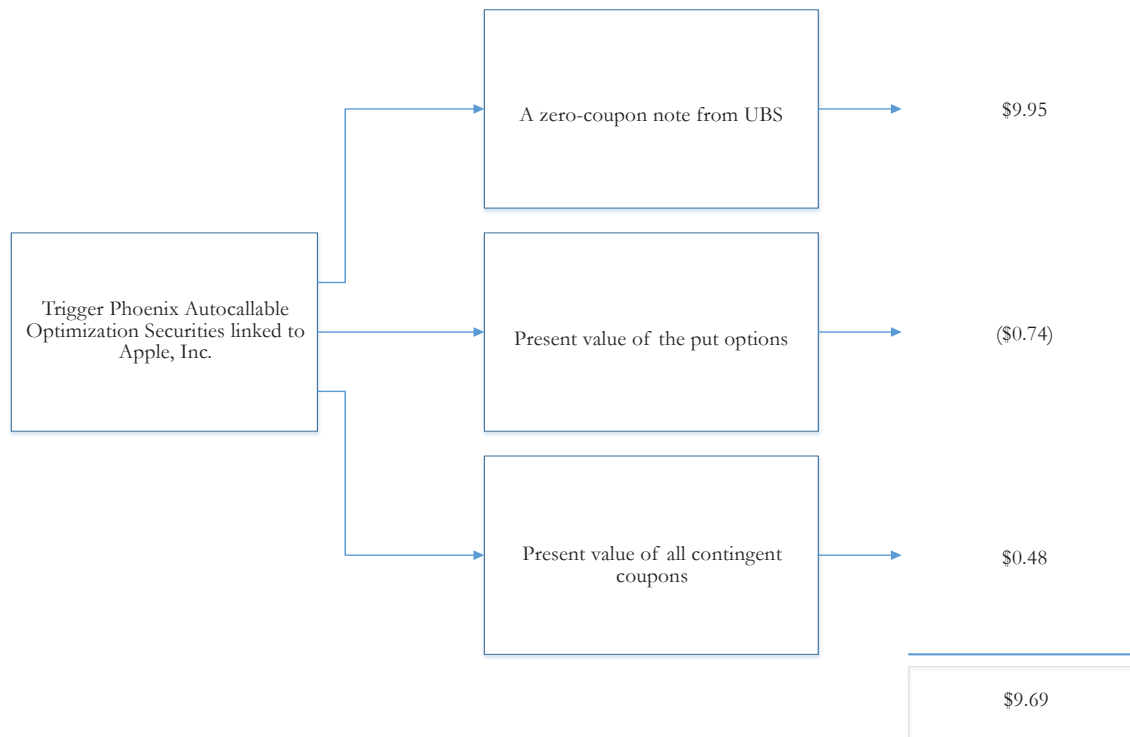 A zero-coupon note from UBS
$9.95
Trigger Phoenix Autocallable
Optimization Securities linked to
Apple, Inc.
Present value of the put options
($0.74)
Present value of all contingent
coupons
$0.48
$9.69